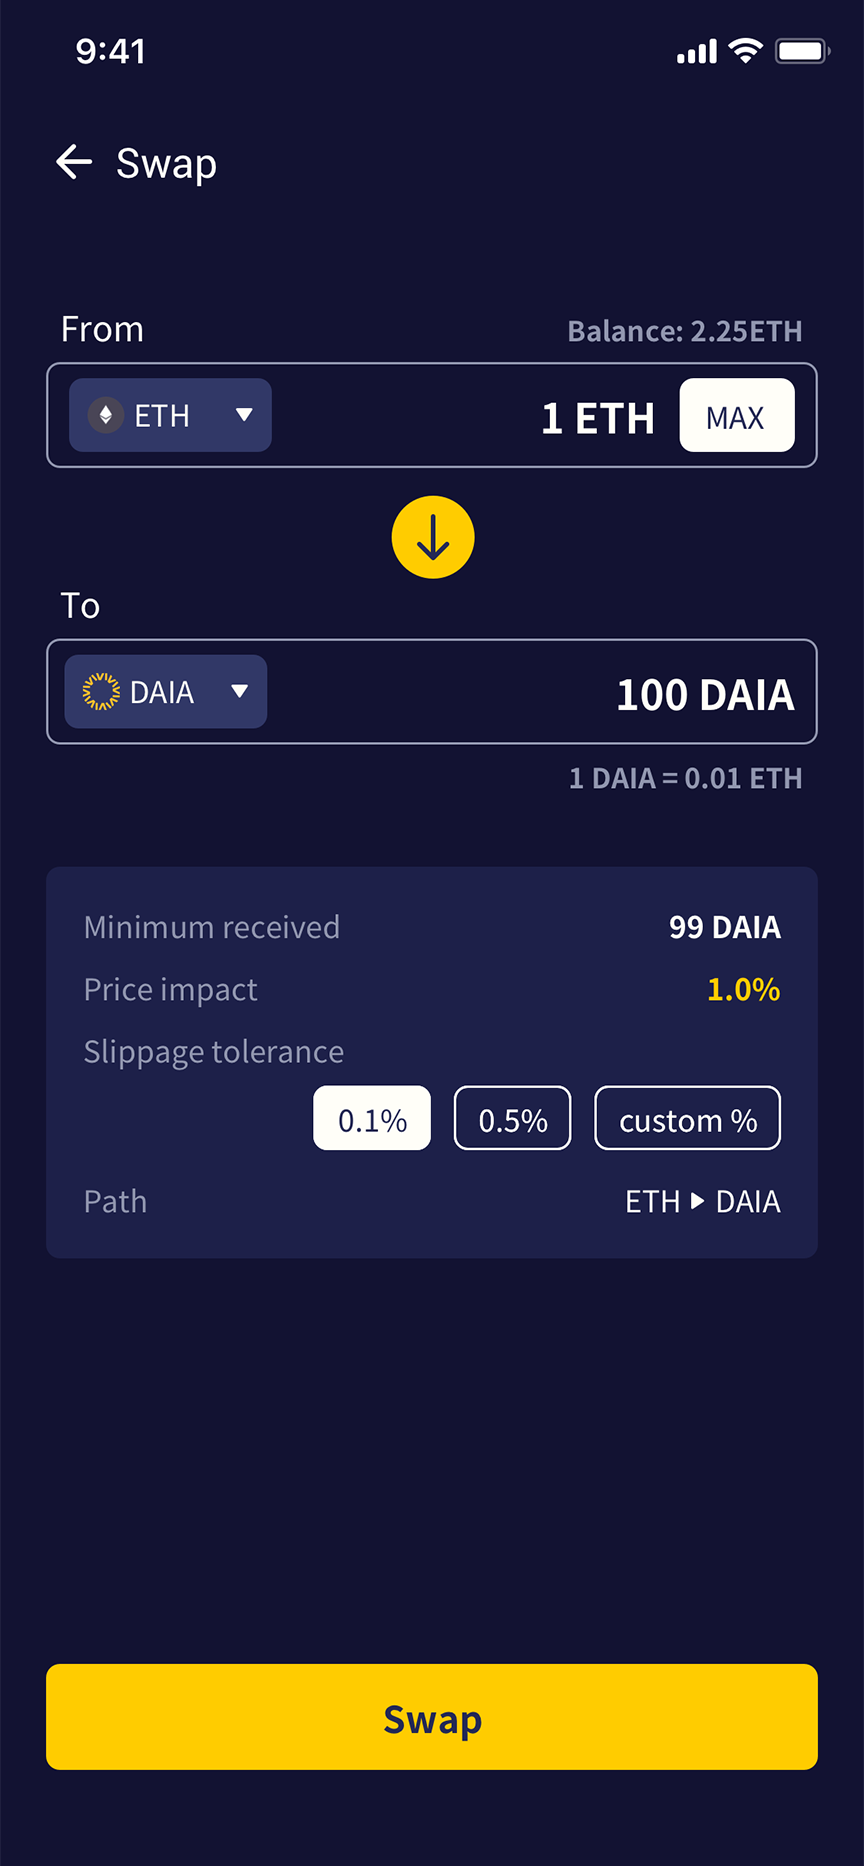 9:41
Swap
From
Balance: 2.25ETH
ETH
1 ETH
MAX
To
DAIA
100 DAIA
1 DAIA = 0.01 ETH
Minimum received
99 DAIA
Price impact
1.0%
Slippage tolerance
0.1%
0.5%
custom %
Path
ETH ▶ DAIA
Swap